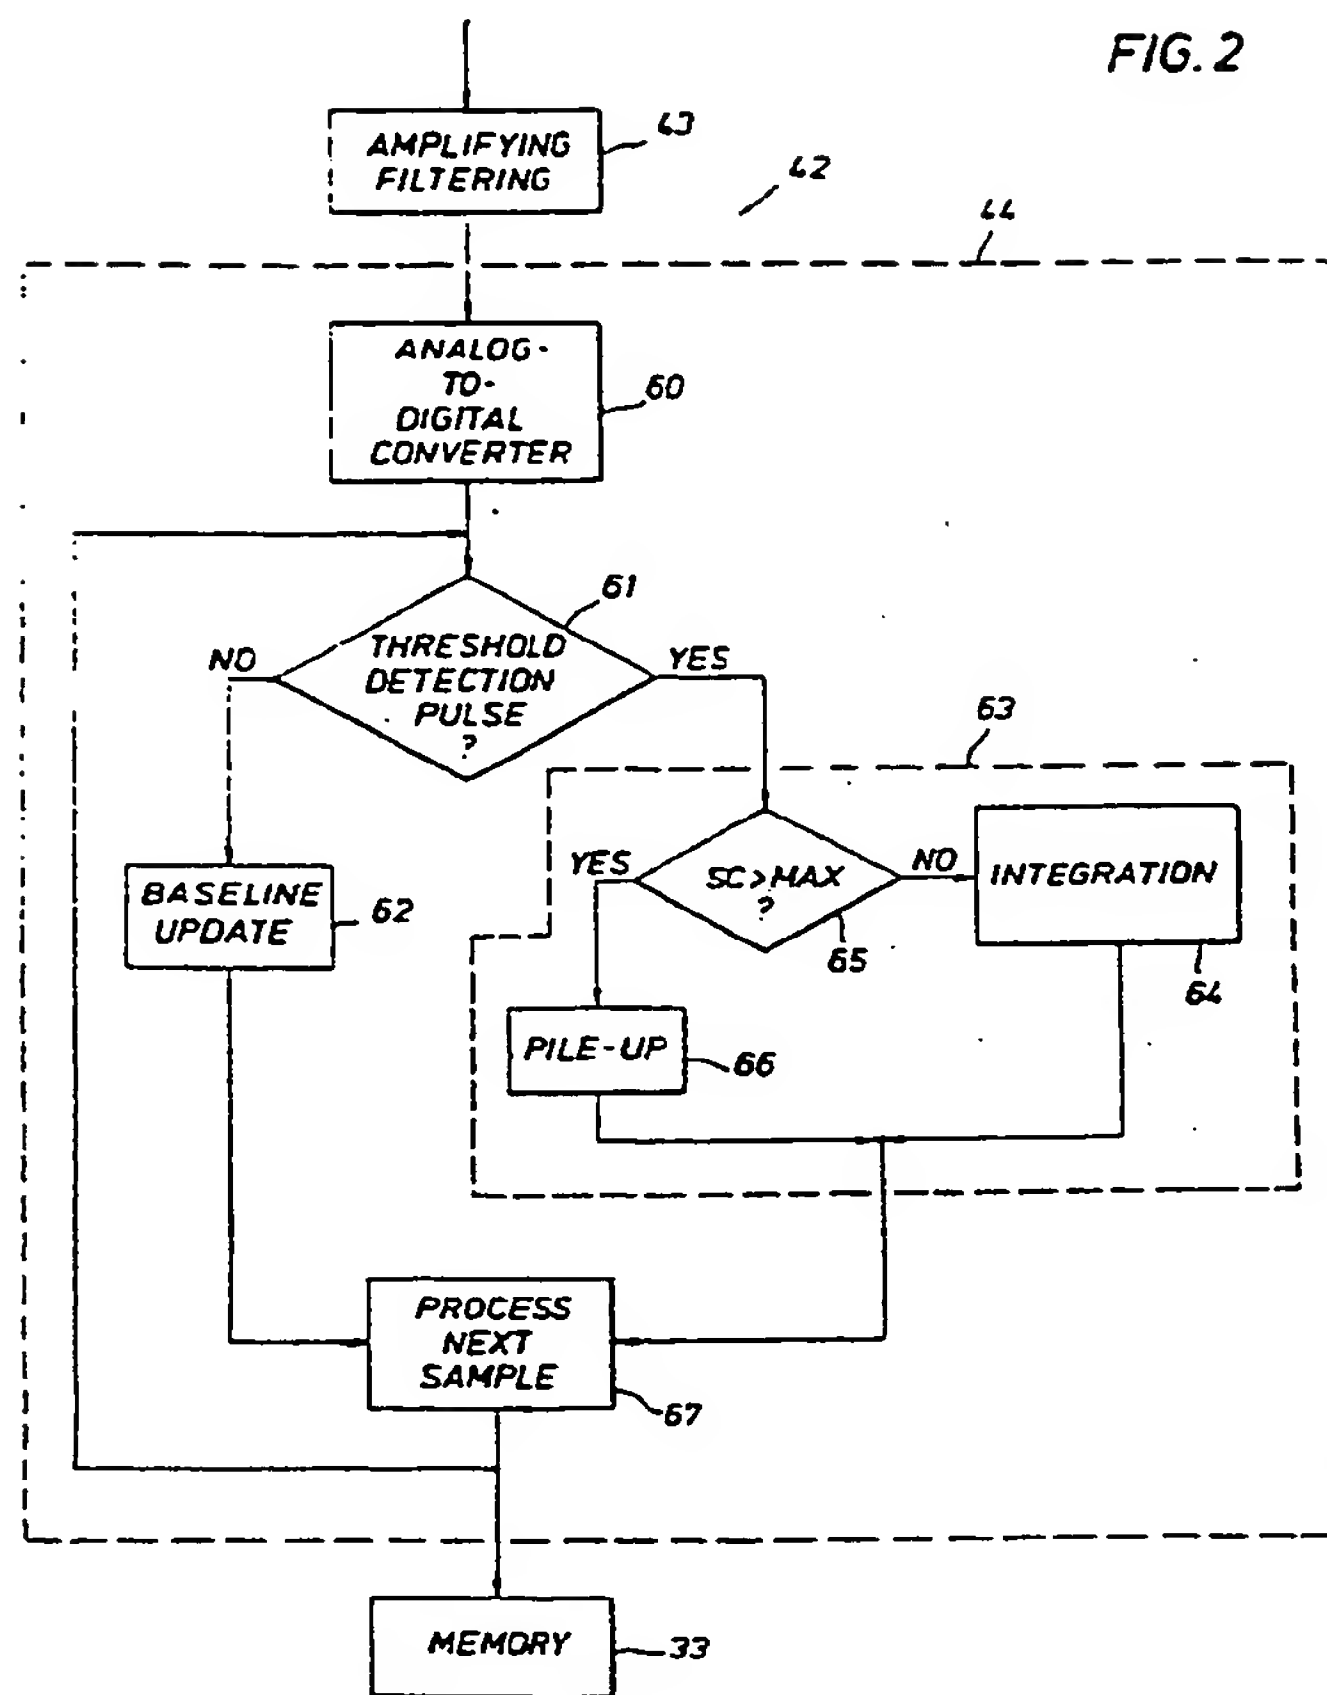 FIG. 2
AMPLIFYING
FILTERING
43
42
44
ANALOG-
TO-
DIGITAL
CONVERTER
60
61
NO
THRESHOLD
DETECTION
PULSE
?
YES
63
BASELINE
UPDATE
62
YES
SC>MAX
?
65
NO
INTEGRATION
64
PILE-UP
66
PROCESS
NEXT
SAMPLE
67
MEMORY
33